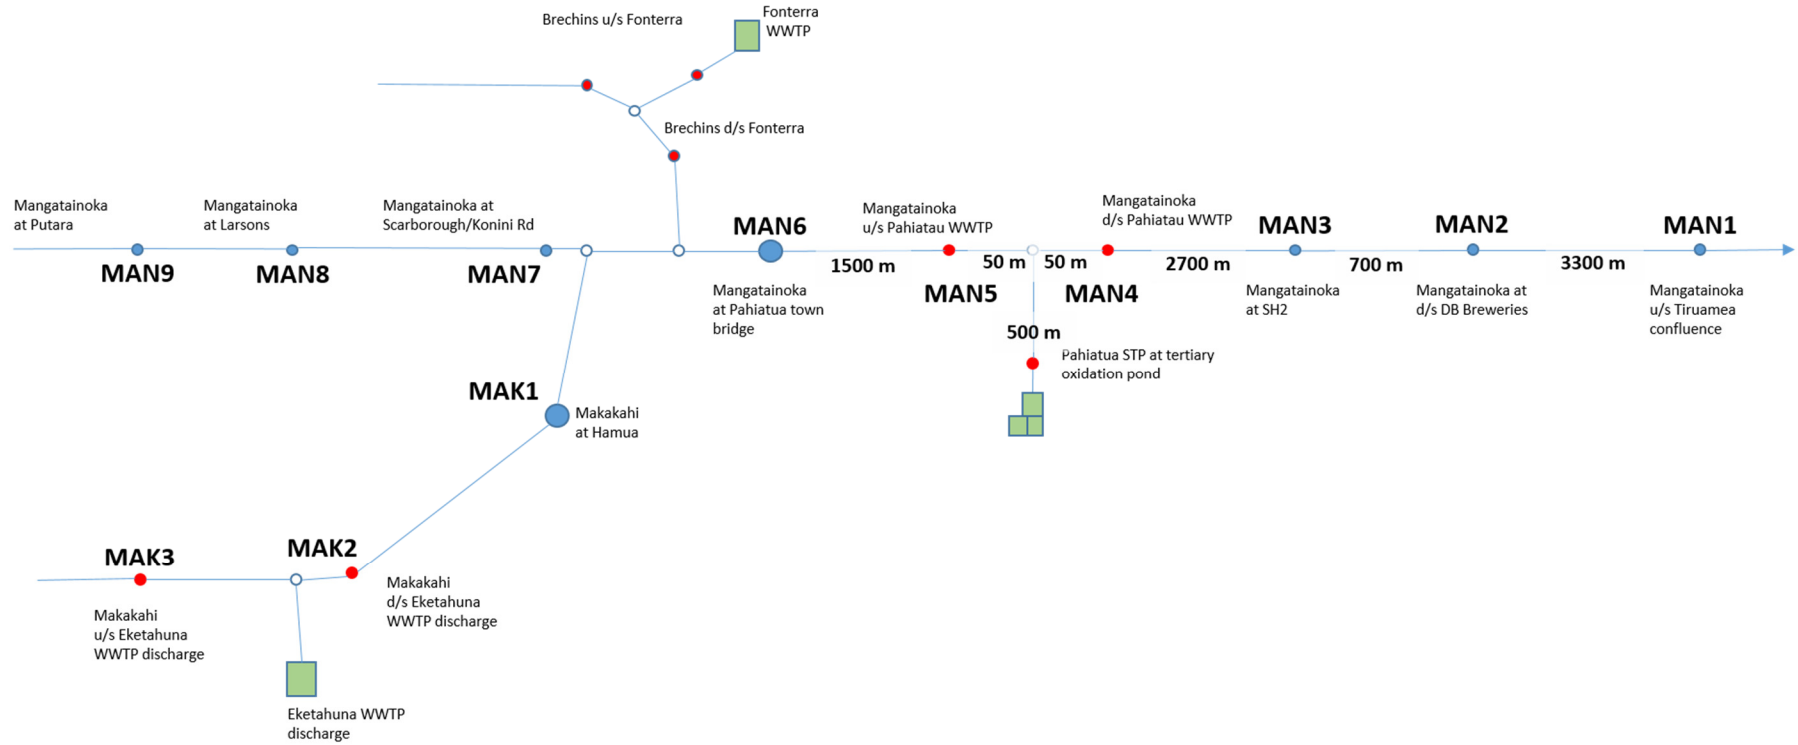 Brechins u/s Fonterra
Fonterra
WWTP
Brechins d/s Fonterra
Mangatainoka
at Putara
Mangatainoka
at Larsons
Mangatainoka at
Scarborough/Konini Rd
MAN9
MAN8
MAN7
MAN6
Mangatainoka
at Pahiatua town
bridge
Mangatainoka
u/s Pahiatau WWTP
Mangatainoka
d/s Pahiatau WWTP
MAN3
MAN2
MAN1
1500 m
50 m
50 m
2700 m
700 m
3300 m
MAN5
MAN4
Mangatainoka
at SH2
Mangatainoka at
d/s DB Breweries
Mangatainoka
u/s Tiruamea
confluence
500 m
Pahiatua STP at tertiary
oxidation pond
MAK1
Makakahi
at Hamua
MAK3
MAK2
Makakahi
u/s Eketahuna
WWTP discharge
Makakahi
d/s Eketahuna
WWTP discharge
Eketahuna WWTP
discharge